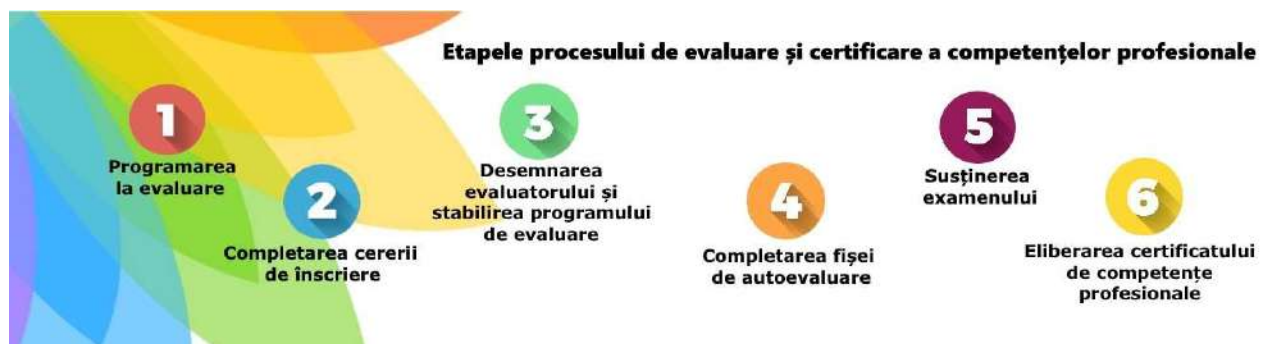 Etapele procesului de evaluare și certificare a competențelor profesionale
1
Programarea
la evaluare
2
Completarea cererii
de înscriere
3
Desemnarea
evaluatorului și
stabilirea programului
de evaluare
4
Completarea fișei
de autoevaluare
5
Susținerea
examenului
6
Eliberarea certificatului
de competențe
profesionale